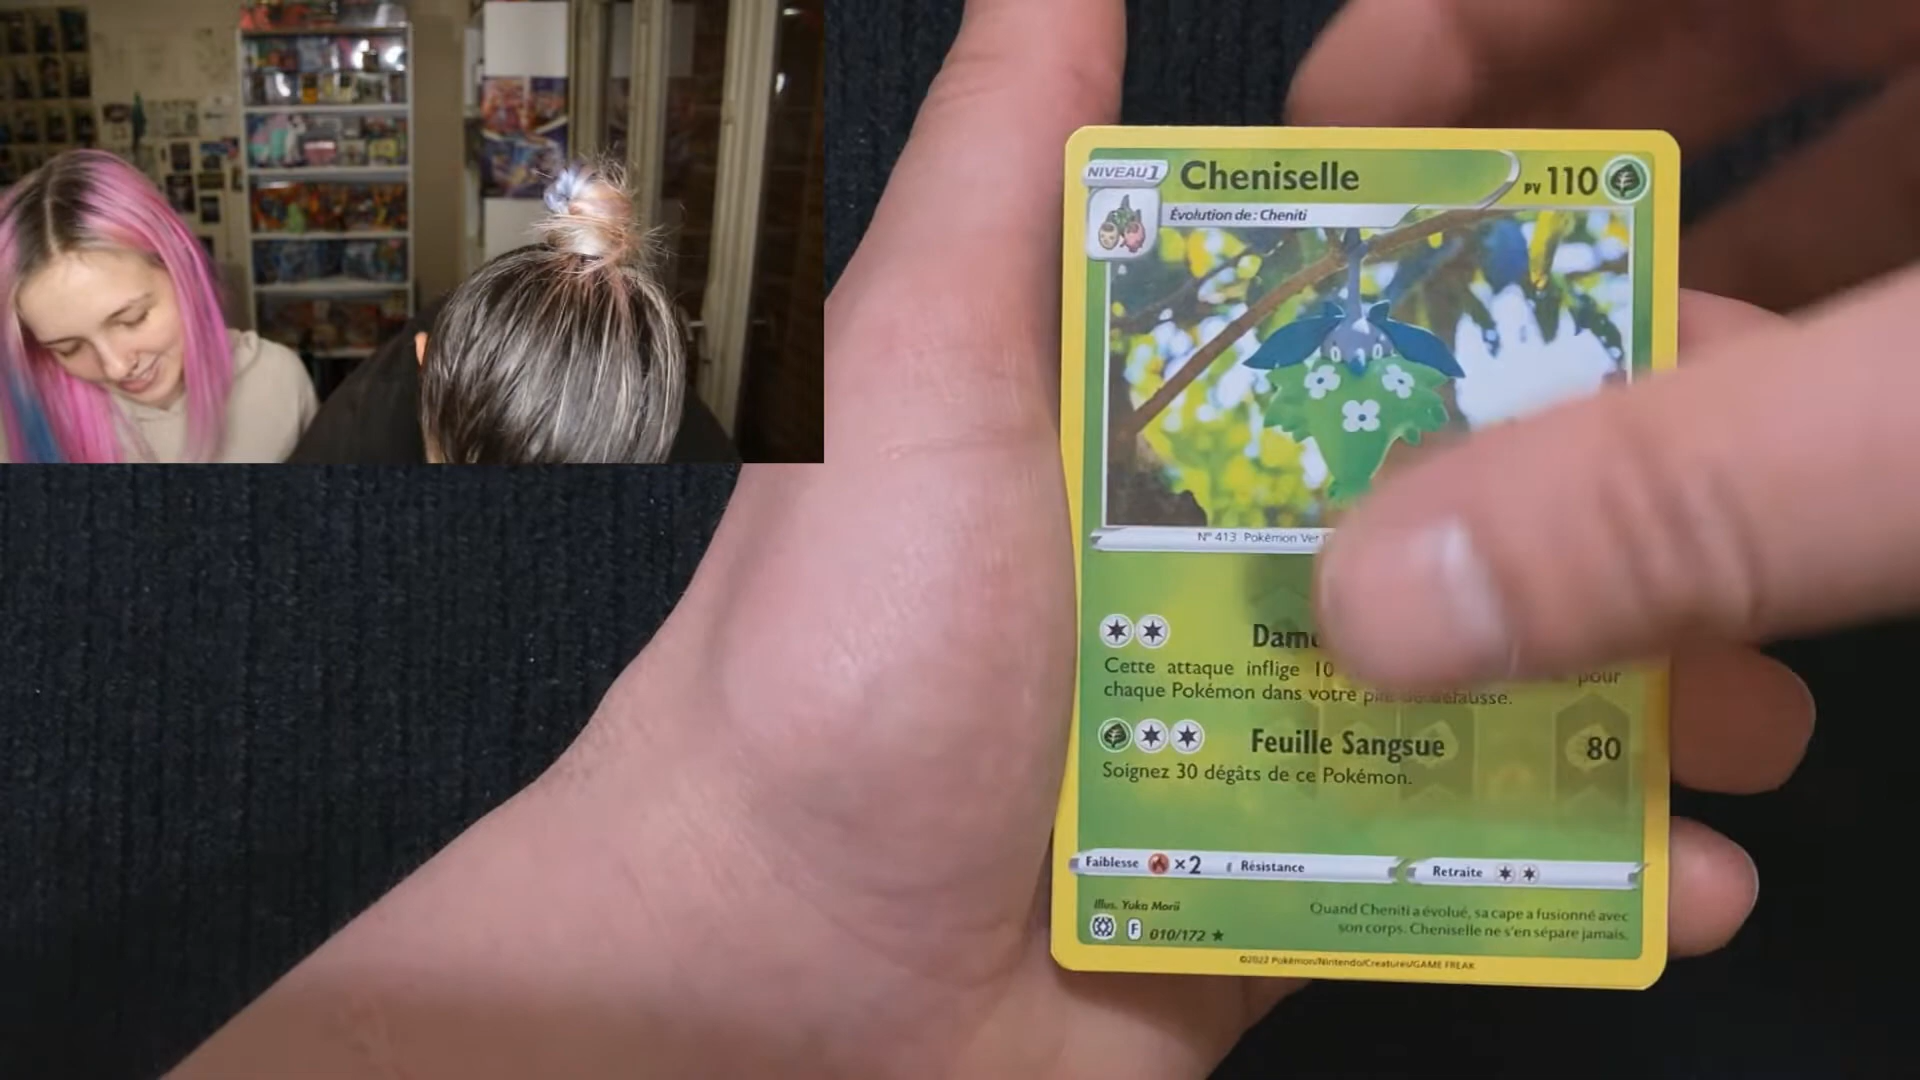 NIVEAU 1 Cheniselle PV 110
Évolution de: Cheniti
N° 413 Pokémon Ver
Cette attaque inflige 10 pour
chaque Pokémon dans votre pile de défausse.
Feuille Sangsue 80
Soignez 30 dégâts de ce Pokémon.
Faiblesse ×2 Résistance Retraite
Illus. Yuka Morii
F 010/172 ★
Quand Cheniti a évolué, sa cape a fusionné avec
son corps. Cheniselle ne s'en sépare jamais.
©2022 Pokémon/Nintendo/Creatures/GAME FREAK